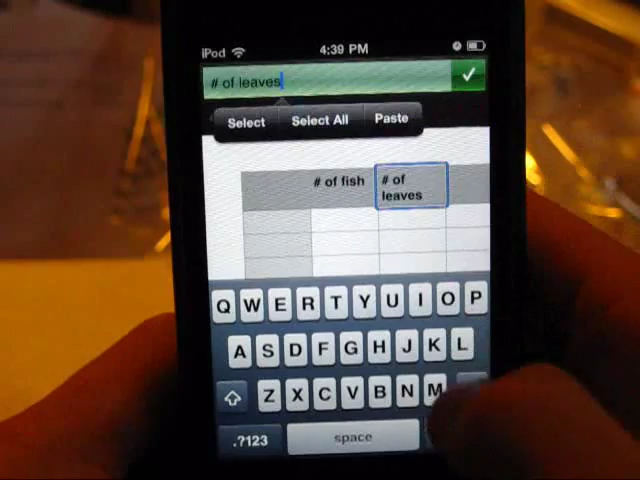 iPod 4:39 PM
# of leaves
Select Select All Paste
# of fish # of
leaves
Q W E R T Y U I O P
A S D F G H J K L
Z X C V B N M
.?123 space